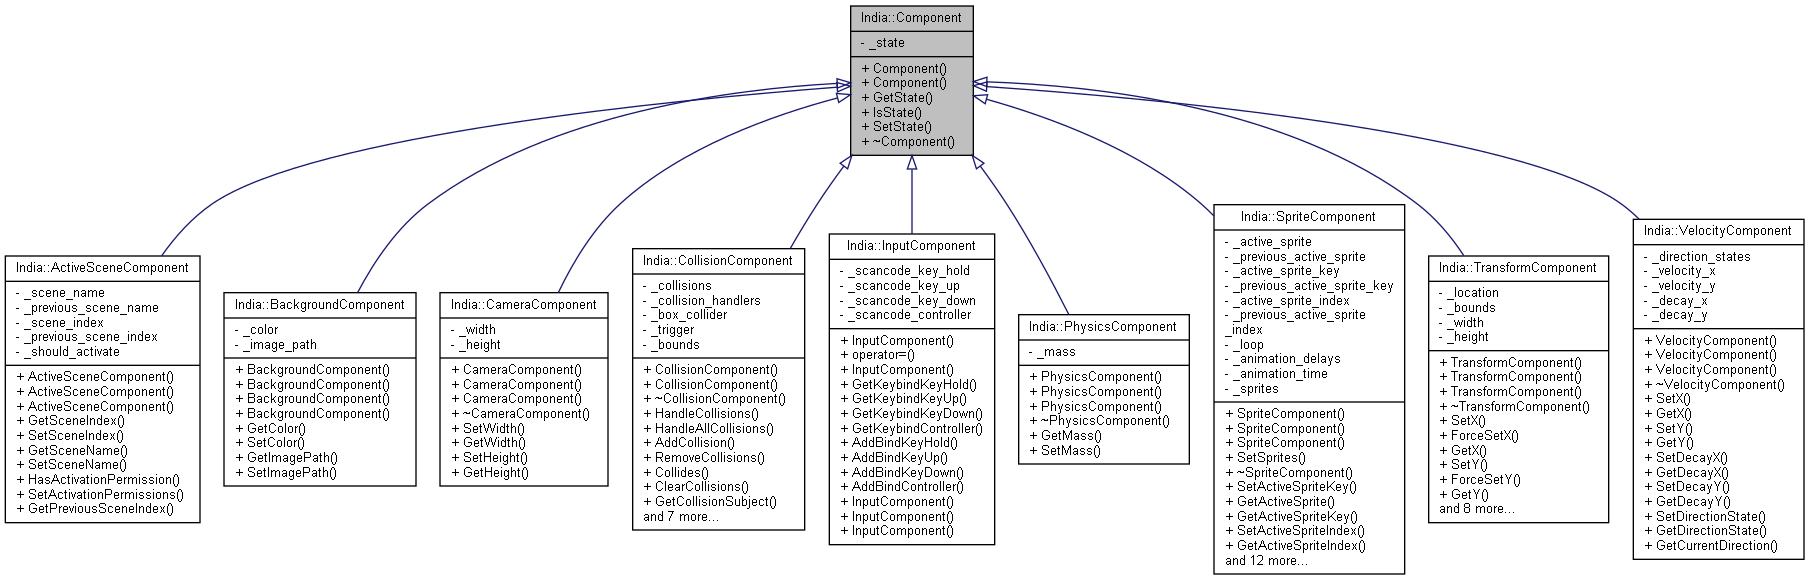 India::Component
- _state
+ Component()
+ Component()
+ GetState()
+ IsState()
+ SetState()
+ ~Component()
India::ActiveSceneComponent
- _scene_name
- _previous_scene_name
- _scene_index
- _previous_scene_index
- _should_activate
+ ActiveSceneComponent()
+ ActiveSceneComponent()
+ ActiveSceneComponent()
+ GetSceneIndex()
+ SetSceneIndex()
+ GetSceneName()
+ SetSceneName()
+ HasActivationPermission()
+ SetActivationPermissions()
+ GetPreviousSceneIndex()
India::BackgroundComponent
- _color
- _image_path
+ BackgroundComponent()
+ BackgroundComponent()
+ BackgroundComponent()
+ BackgroundComponent()
+ GetColor()
+ SetColor()
+ GetImagePath()
+ SetImagePath()
India::CameraComponent
- _width
- _height
+ CameraComponent()
+ CameraComponent()
+ CameraComponent()
+ ~CameraComponent()
+ SetWidth()
+ GetWidth()
+ SetHeight()
+ GetHeight()
India::CollisionComponent
- _collisions
- _collision_handlers
- _box_collider
- _trigger
- _bounds
+ CollisionComponent()
+ CollisionComponent()
+ ~CollisionComponent()
+ HandleCollisions()
+ HandleAllCollisions()
+ AddCollision()
+ RemoveCollisions()
+ Collides()
+ ClearCollisions()
+ GetCollisionSubject()
and 7 more...
India::InputComponent
- _scancode_key_hold
- _scancode_key_up
- _scancode_key_down
- _scancode_controller
+ InputComponent()
+ operator=()
+ InputComponent()
+ GetKeybindKeyHold()
+ GetKeybindKeyUp()
+ GetKeybindKeyDown()
+ GetKeybindController()
+ AddBindKeyHold()
+ AddBindKeyUp()
+ AddBindKeyDown()
+ AddBindController()
+ InputComponent()
+ InputComponent()
+ InputComponent()
India::PhysicsComponent
- _mass
+ PhysicsComponent()
+ PhysicsComponent()
+ PhysicsComponent()
+ ~PhysicsComponent()
+ GetMass()
+ SetMass()
India::SpriteComponent
- _active_sprite
- _previous_active_sprite
- _active_sprite_key
- _previous_active_sprite_key
- _active_sprite_index
- _previous_active_sprite
_index
- _loop
- _animation_delays
- _animation_time
- _sprites
+ SpriteComponent()
+ SpriteComponent()
+ SpriteComponent()
+ SetSprites()
+ ~SpriteComponent()
+ SetActiveSpriteKey()
+ GetActiveSprite()
+ GetActiveSpriteKey()
+ SetActiveSpriteIndex()
+ GetActiveSpriteIndex()
and 12 more...
India::TransformComponent
- _location
- _bounds
- _width
- _height
+ TransformComponent()
+ TransformComponent()
+ TransformComponent()
+ ~TransformComponent()
+ SetX()
+ ForceSetX()
+ GetX()
+ SetY()
+ ForceSetY()
+ GetY()
and 8 more...
India::VelocityComponent
- _direction_states
- _velocity_x
- _velocity_y
- _decay_x
- _decay_y
+ VelocityComponent()
+ VelocityComponent()
+ VelocityComponent()
+ ~VelocityComponent()
+ SetX()
+ GetX()
+ SetY()
+ GetY()
+ SetDecayX()
+ GetDecayX()
+ SetDecayY()
+ GetDecayY()
+ SetDirectionState()
+ GetDirectionState()
+ GetCurrentDirection()